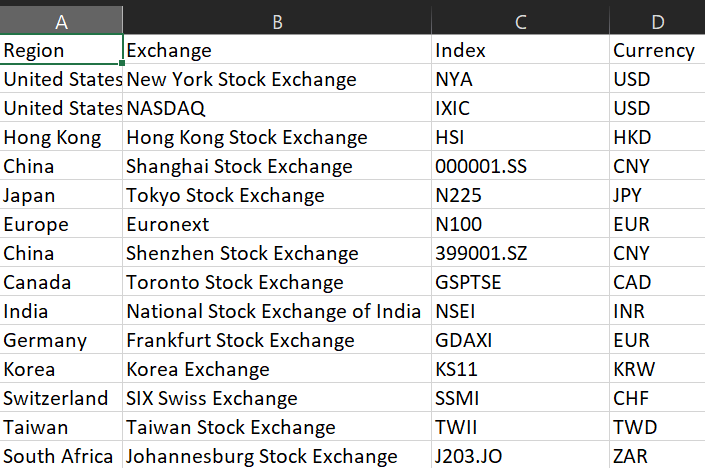 A B C D
Region Exchange Index Currency
United States New York Stock Exchange NYA USD
United States NASDAQ IXIC USD
Hong Kong Hong Kong Stock Exchange HSI HKD
China Shanghai Stock Exchange 000001.SS CNY
Japan Tokyo Stock Exchange N225 JPY
Europe Euronext N100 EUR
China Shenzhen Stock Exchange 399001.SZ CNY
Canada Toronto Stock Exchange GSPTSE CAD
India National Stock Exchange of India NSEI INR
Germany Frankfurt Stock Exchange GDAXI EUR
Korea Korea Exchange KS11 KRW
Switzerland SIX Swiss Exchange SSMI CHF
Taiwan Taiwan Stock Exchange TWII TWD
South Africa Johannesburg Stock Exchange J203.JO ZAR